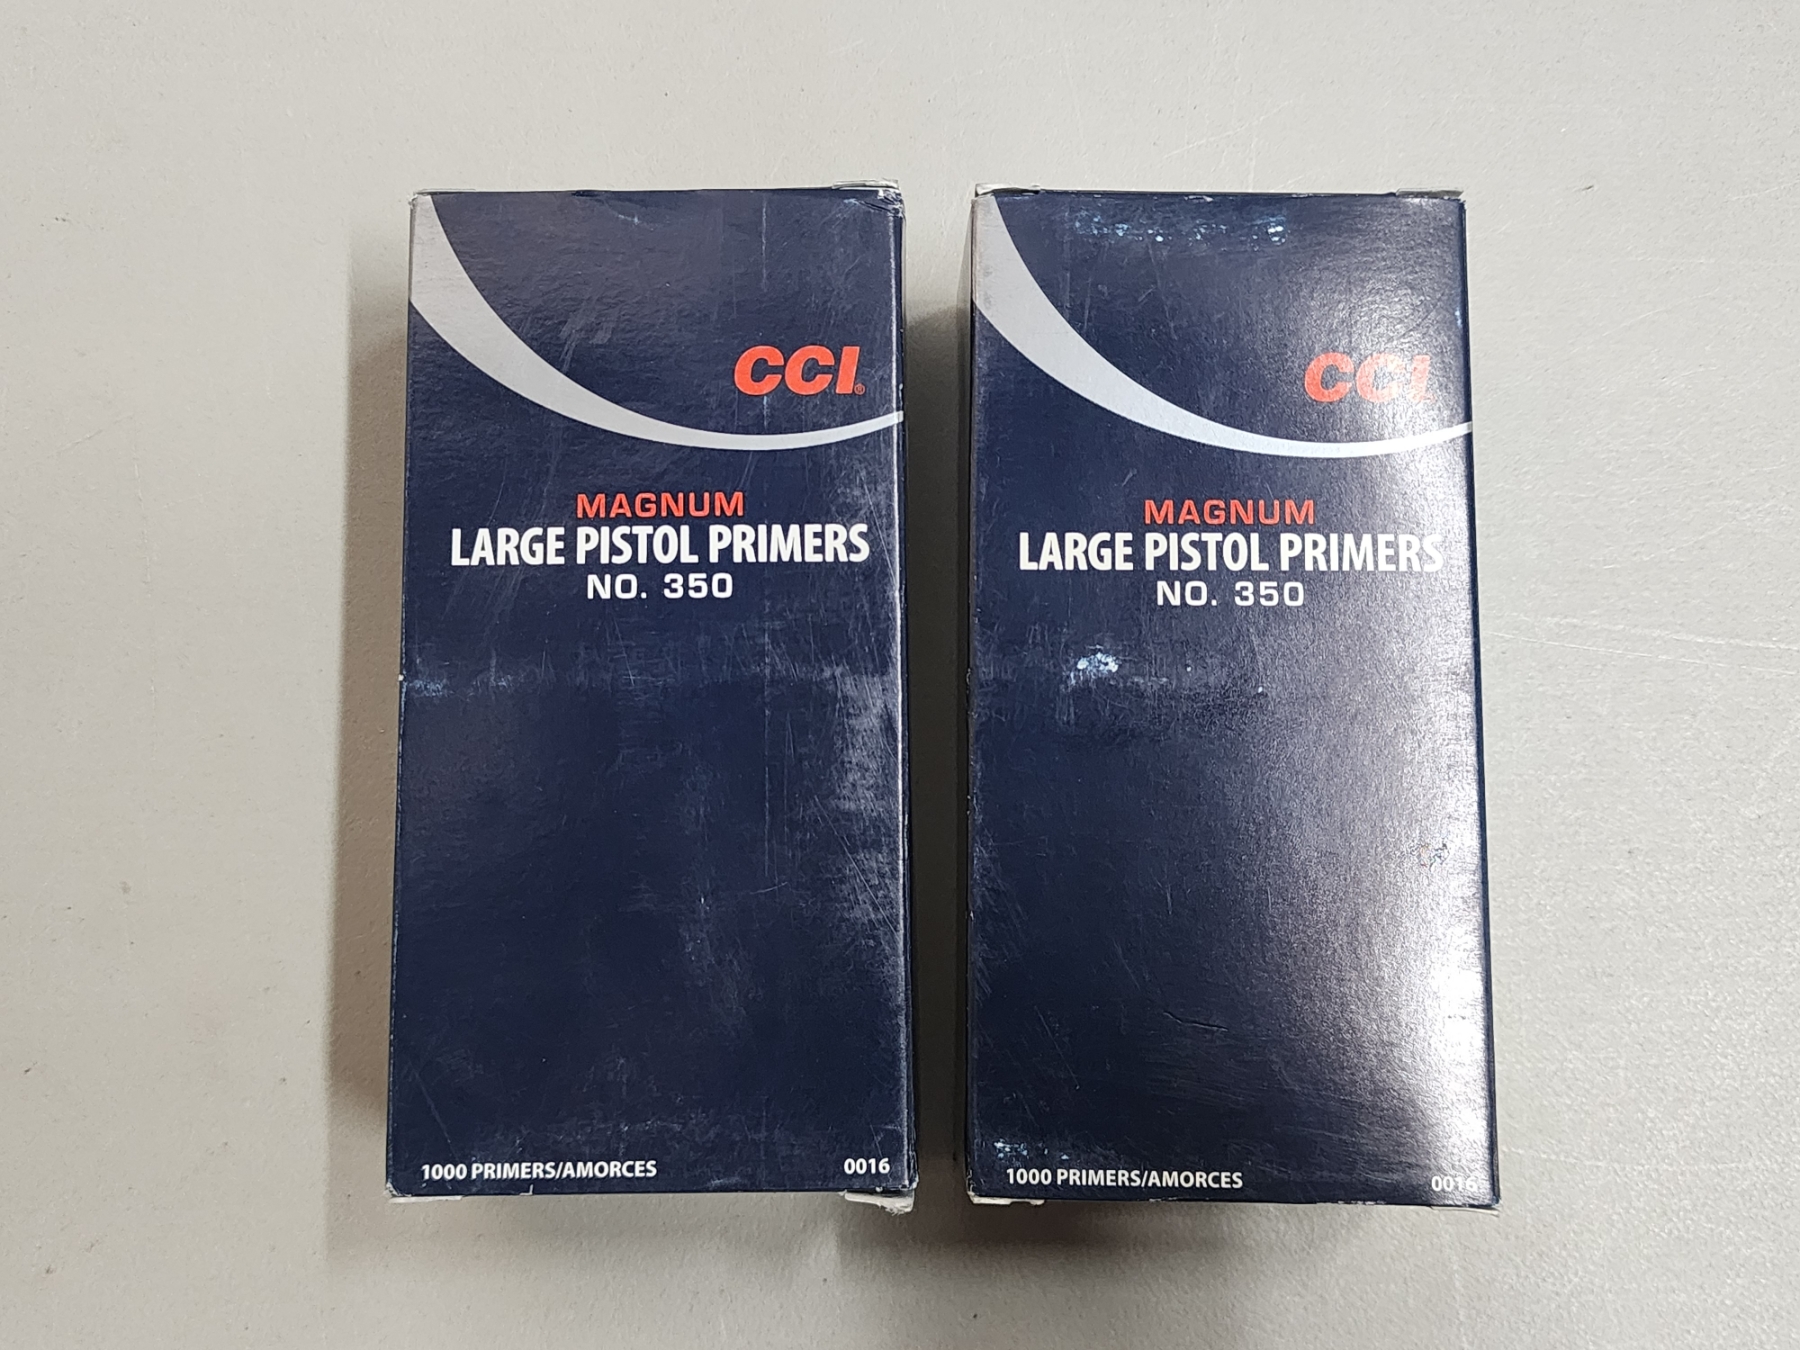 CCI®
MAGNUM
LARGE PISTOL PRIMERS
NO. 350
1000 PRIMERS/AMORCES
0016
CCI
MAGNUM
LARGE PISTOL PRIMERS
NO. 350
1000 PRIMERS/AMORCES
0016